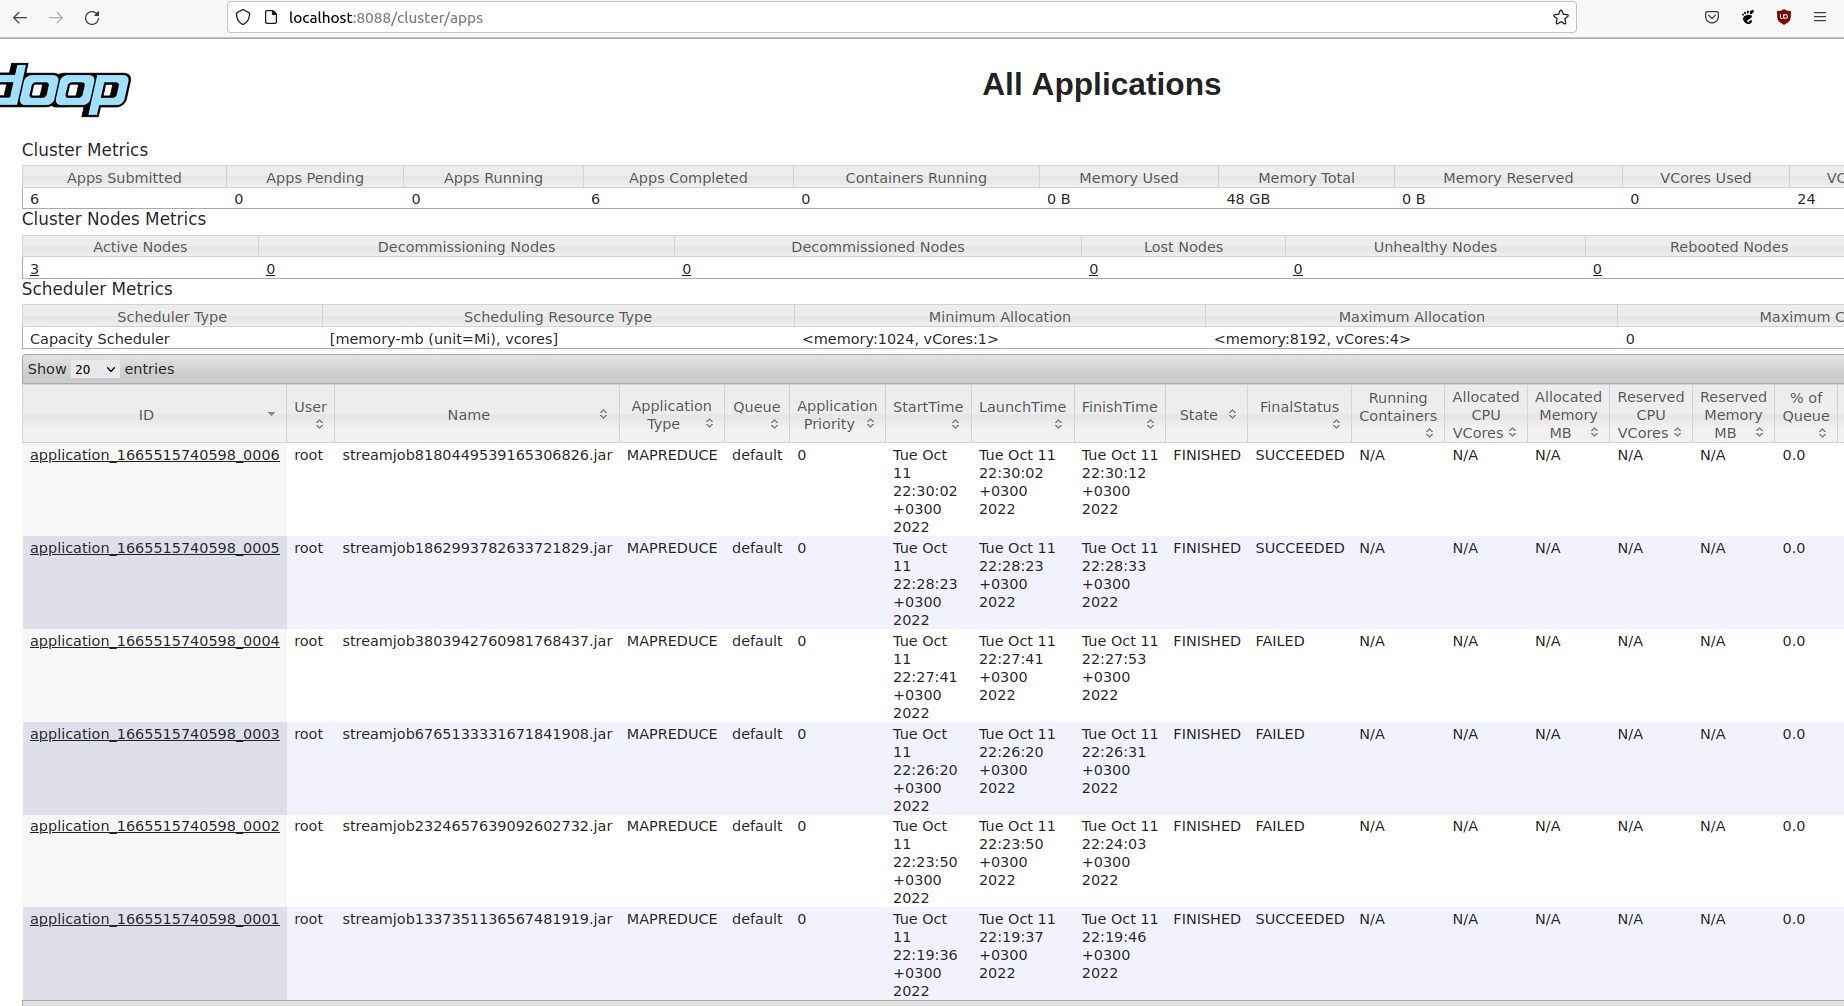 localhost:8088/cluster/apps
doop
All Applications
Cluster Metrics
Apps Submitted Apps Pending Apps Running Apps Completed Containers Running Memory Used Memory Total Memory Reserved VCores Used
6 0 0 6 0 0 B 48 GB 0 B 0 24
Cluster Nodes Metrics
Active Nodes Decommissioning Nodes Decommissioned Nodes Lost Nodes Unhealthy Nodes Rebooted Nodes
3 0 0 0 0 0
Scheduler Metrics
Scheduler Type Scheduling Resource Type Minimum Allocation Maximum Allocation Maximum C
Capacity Scheduler [memory-mb (unit=Mi), vcores] <memory:1024, vCores:1> <memory:8192, vCores:4> 0
Show 20 entries
ID User Name Application Type Queue Application Priority StartTime LaunchTime FinishTime State FinalStatus Running Containers Allocated CPU VCores Allocated Memory MB Reserved CPU VCores Reserved Memory MB % of Queue
application_1665515740598_0006 root streamjob8180449539165306826.jar MAPREDUCE default 0 Tue Oct 11 22:30:02 +0300 2022 Tue Oct 11 22:30:02 +0300 2022 Tue Oct 11 22:30:12 +0300 2022 FINISHED SUCCEEDED N/A N/A N/A N/A N/A 0.0
application_1665515740598_0005 root streamjob1862993782633721829.jar MAPREDUCE default 0 Tue Oct 11 22:28:23 +0300 2022 Tue Oct 11 22:28:23 +0300 2022 Tue Oct 11 22:28:33 +0300 2022 FINISHED SUCCEEDED N/A N/A N/A N/A N/A 0.0
application_1665515740598_0004 root streamjob3803942760981768437.jar MAPREDUCE default 0 Tue Oct 11 22:27:41 +0300 2022 Tue Oct 11 22:27:41 +0300 2022 Tue Oct 11 22:27:53 +0300 2022 FINISHED FAILED N/A N/A N/A N/A N/A 0.0
application_1665515740598_0003 root streamjob6765133331671841908.jar MAPREDUCE default 0 Tue Oct 11 22:26:20 +0300 2022 Tue Oct 11 22:26:20 +0300 2022 Tue Oct 11 22:26:31 +0300 2022 FINISHED FAILED N/A N/A N/A N/A N/A 0.0
application_1665515740598_0002 root streamjob2324657639092602732.jar MAPREDUCE default 0 Tue Oct 11 22:23:50 +0300 2022 Tue Oct 11 22:23:50 +0300 2022 Tue Oct 11 22:24:03 +0300 2022 FINISHED FAILED N/A N/A N/A N/A N/A 0.0
application_1665515740598_0001 root streamjob1337351136567481919.jar MAPREDUCE default 0 Tue Oct 11 22:19:36 +0300 2022 Tue Oct 11 22:19:37 +0300 2022 Tue Oct 11 22:19:46 +0300 2022 FINISHED SUCCEEDED N/A N/A N/A N/A N/A 0.0